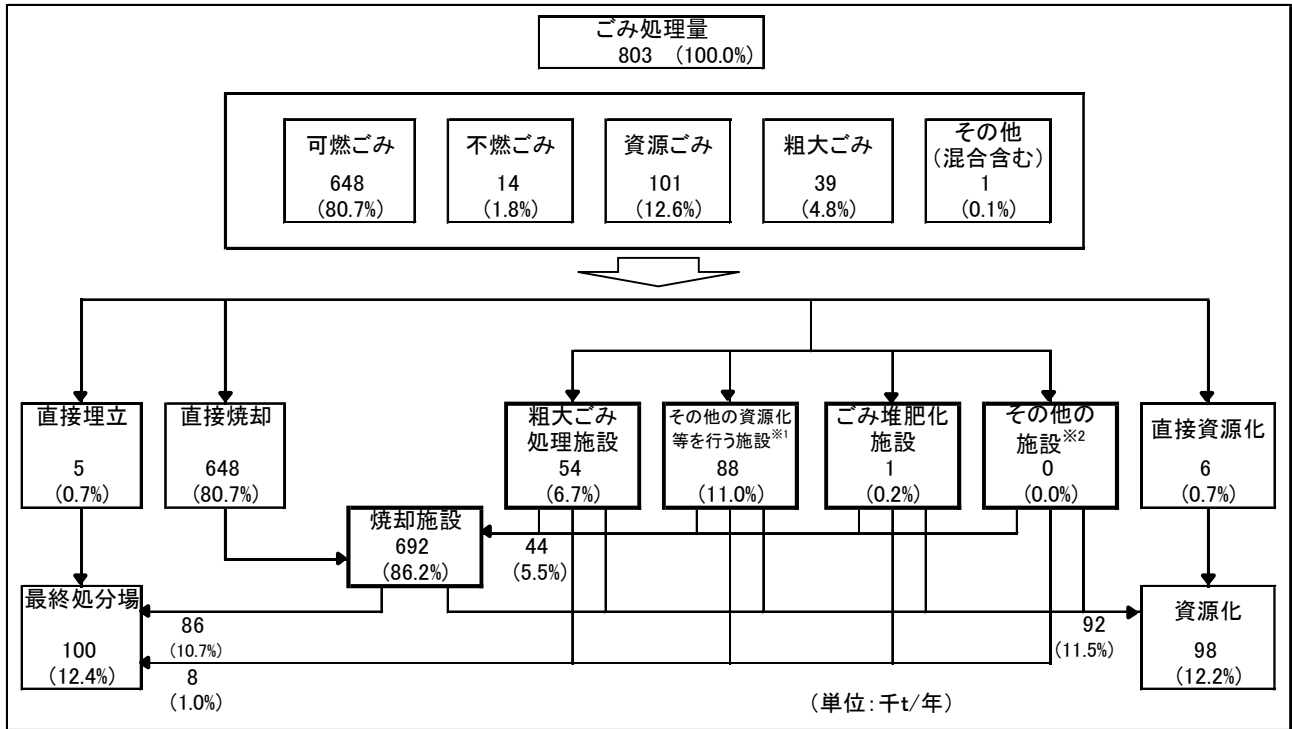 ごみ処理量
803 (100.0%)
可燃ごみ
648
(80.7%)
不燃ごみ
14
(1.8%)
資源ごみ
101
(12.6%)
粗大ごみ
39
(4.8%)
その他
(混合含む)
1
(0.1%)
直接埋立
5
(0.7%)
直接焼却
648
(80.7%)
粗大ごみ
処理施設
54
(6.7%)
その他の資源化
等を行う施設※1
88
(11.0%)
ごみ堆肥化
施設
1
(0.2%)
その他の
施設※2
0
(0.0%)
直接資源化
6
(0.7%)
焼却施設
692
(86.2%)
44
(5.5%)
最終処分場
100
(12.4%)
86
(10.7%)
8
(1.0%)
92
(11.5%)
資源化
98
(12.2%)
(単位:千t/年)